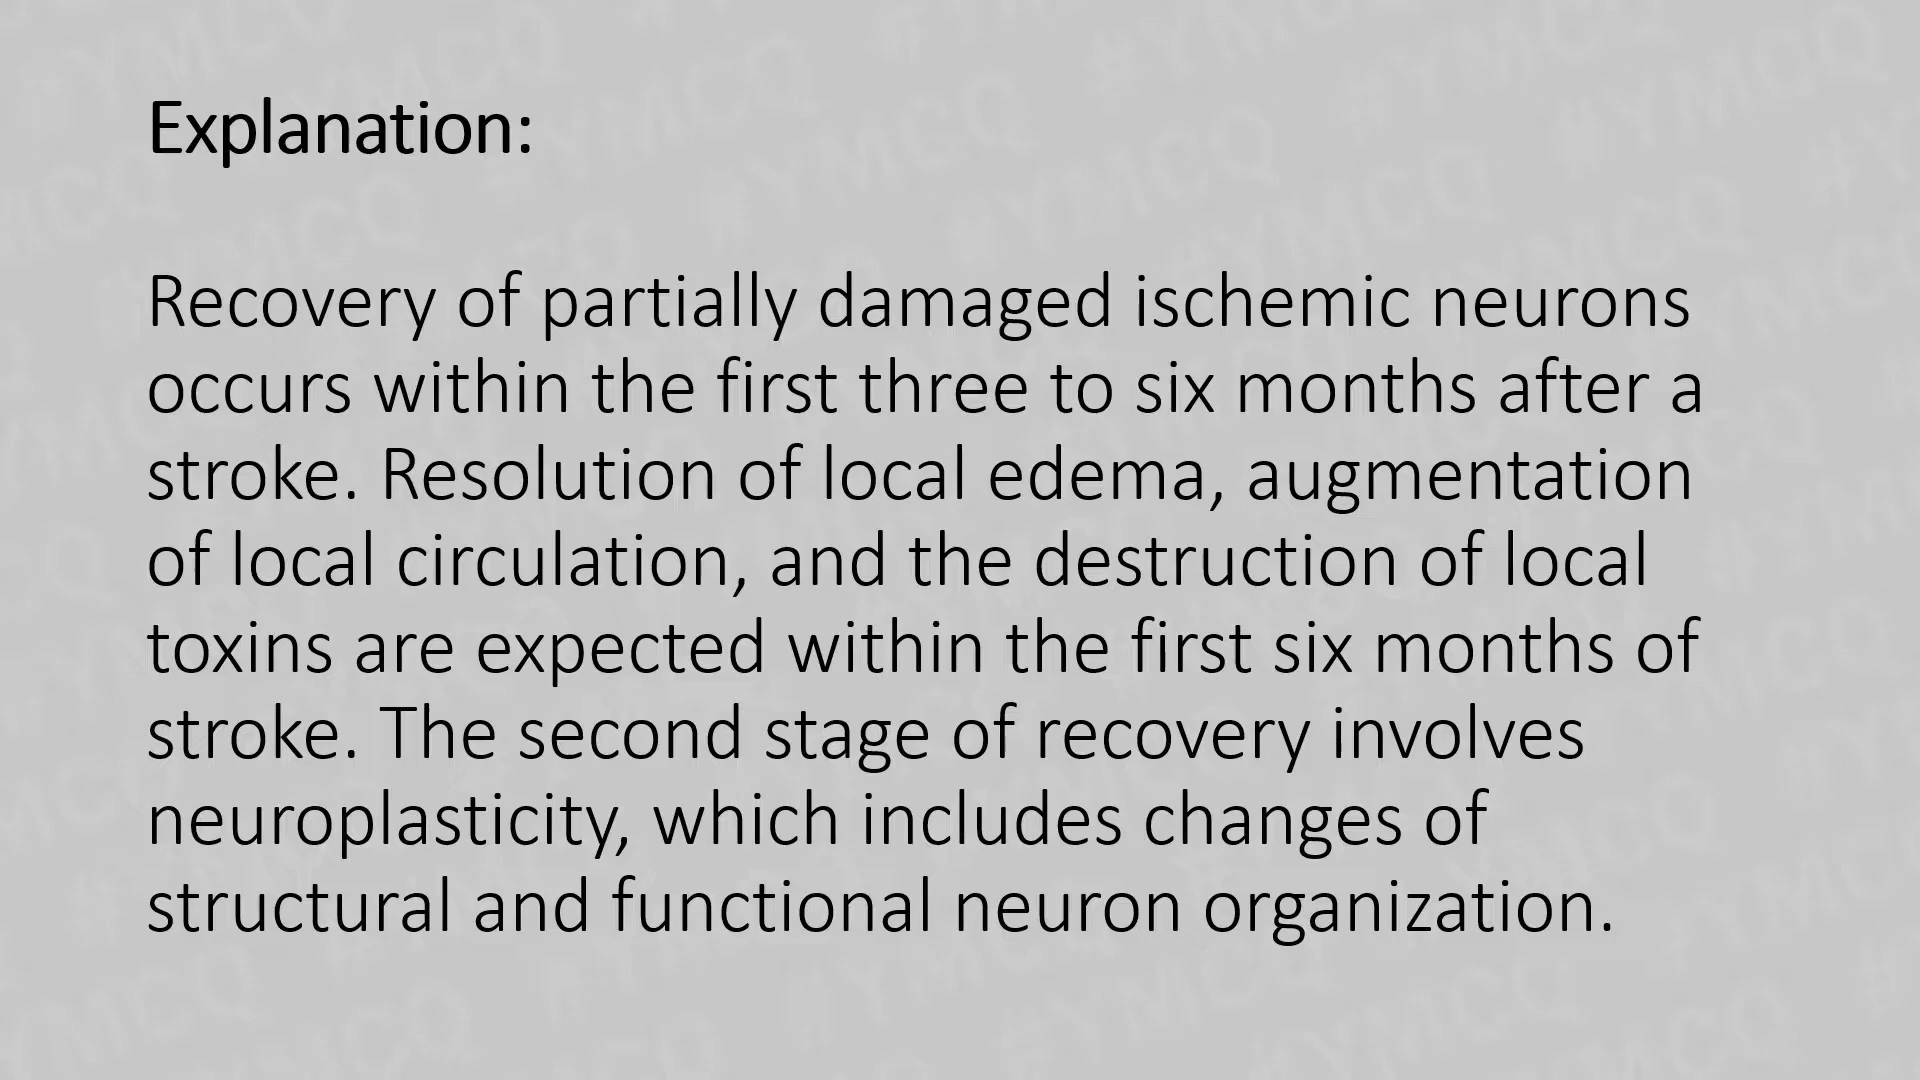 Explanation:
Recovery of partially damaged ischemic neurons
occurs within the first three to six months after a
stroke. Resolution of local edema, augmentation
of local circulation, and the destruction of local
toxins are expected within the first six months of
stroke. The second stage of recovery involves
neuroplasticity, which includes changes of
structural and functional neuron organization.